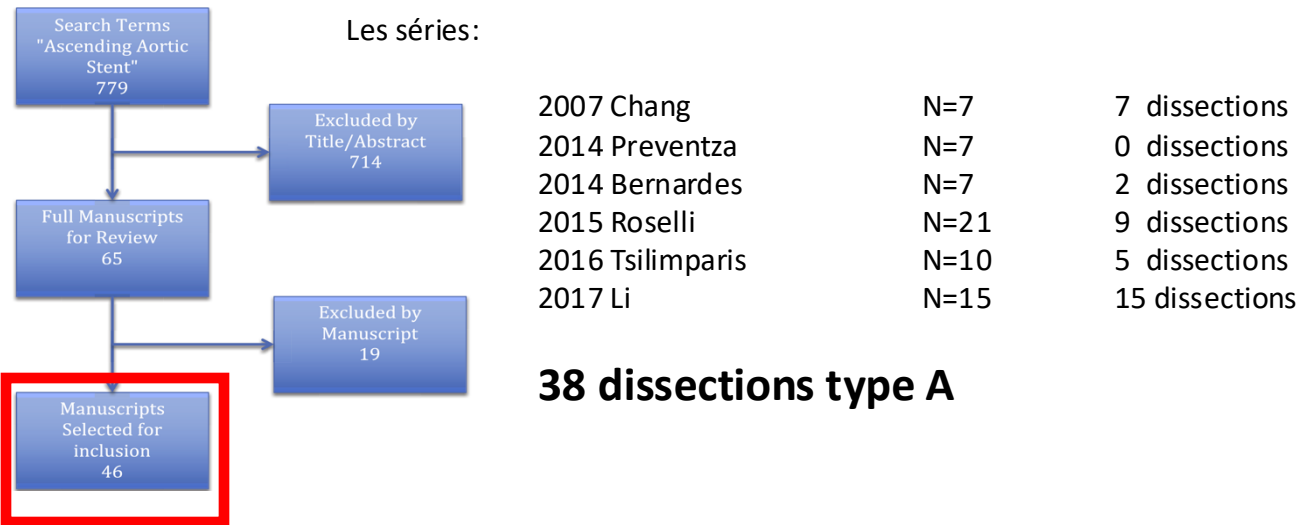 Search Terms
"Ascending Aortic
Stent"
779
Excluded by
Title/Abstract
714
Full Manuscripts
for Review
65
Excluded by
Manuscript
19
Manuscripts
Selected for
inclusion
46
Les séries:
2007 Chang N=7 7 dissections
2014 Preventza N=7 0 dissections
2014 Bernardes N=7 2 dissections
2015 Roselli N=21 9 dissections
2016 Tsilimparis N=10 5 dissections
2017 Li N=15 15 dissections
38 dissections type A